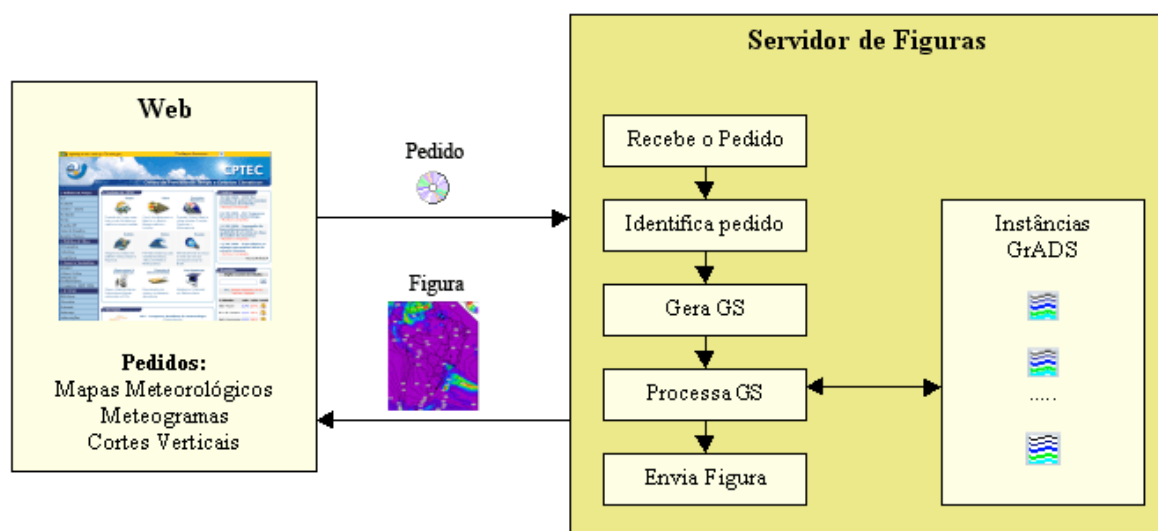 Servidor de Figuras
Web
CPTEC
Pedidos:
Mapas Meteorológicos
Meteogramas
Cortes Verticais
Pedido
Figura
Recebe o Pedido
Identifica pedido
Gera GS
Processa GS
Envia Figura
Instâncias
GrADS
.....